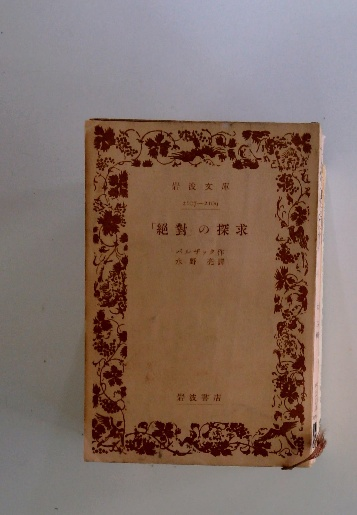 岩波文庫
「絶對」の探求
バルザック作
水野亮譯
岩波書店